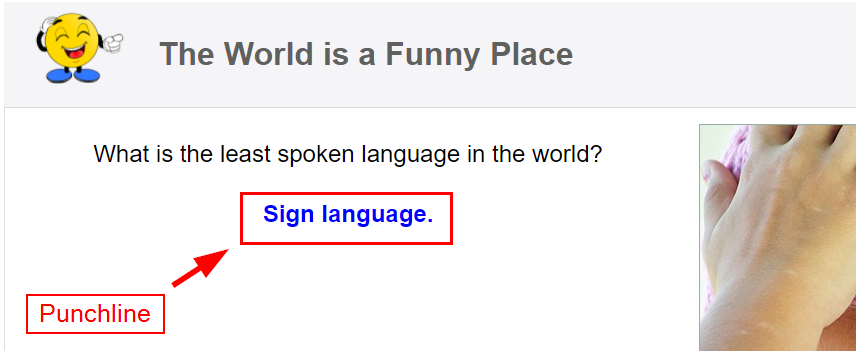 The World is a Funny Place
What is the least spoken language in the world?
Sign language.
Punchline